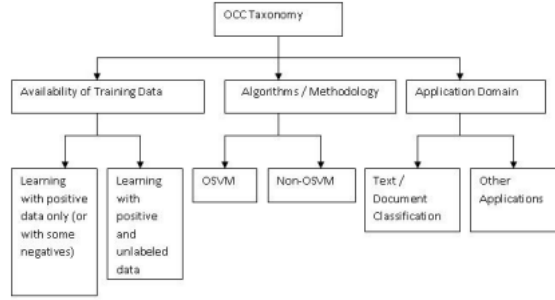 OCC Taxonomy
Availability of Training Data
Algorithms / Methodology
Application Domain
Learning
with positive
data only (or
with some
negatives)
Learning
with
positive
and
unlabeled
data
OSVM
Non-OSVM
Text /
Document
Classification
Other
Applications